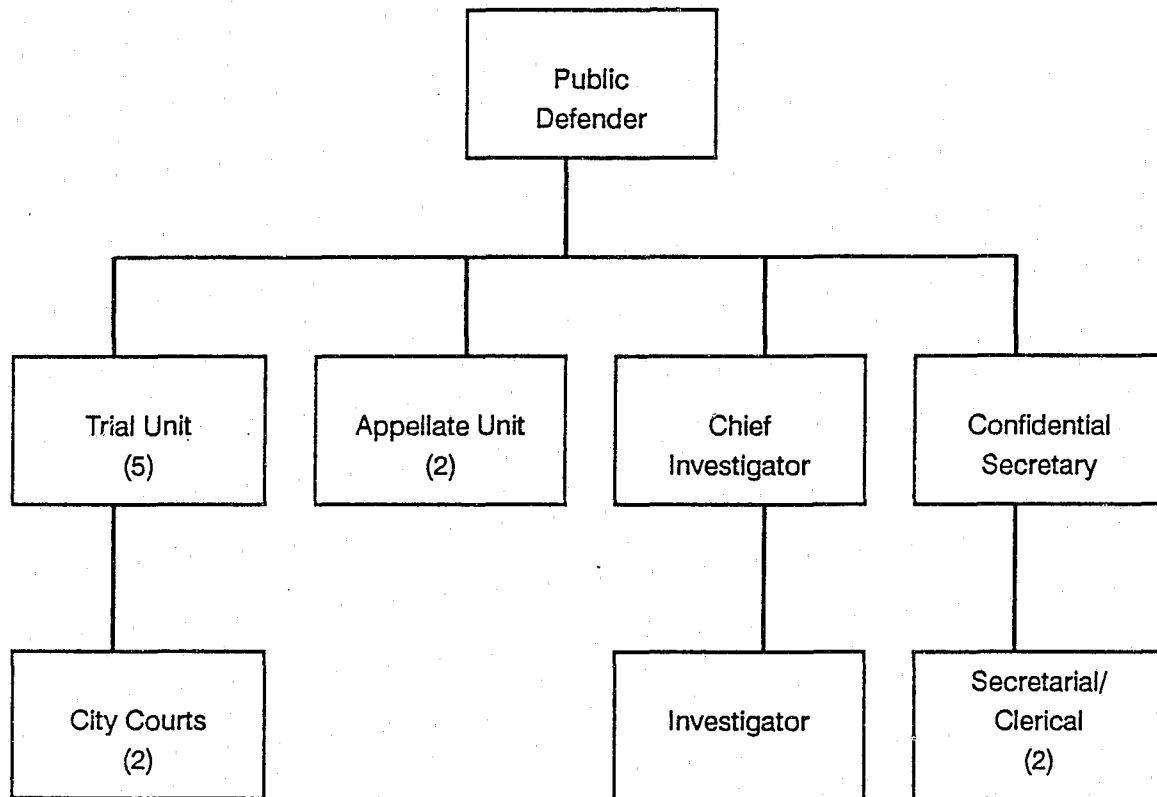 Public
Defender
Trial Unit
(5)
Appellate Unit
(2)
Chief
Investigator
Confidential
Secretary
City Courts
(2)
Investigator
Secretarial/
Clerical
(2)